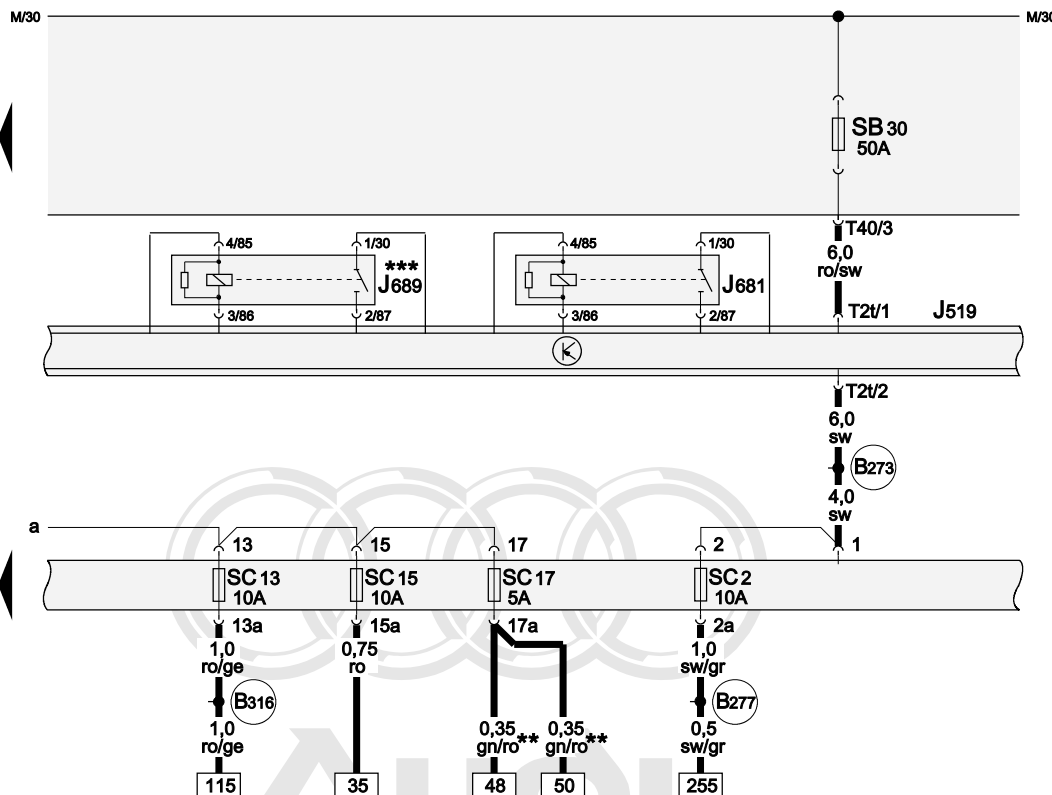 M/30 M/30
SB 30
50A
T40/3
4/85 1/30 4/85 1/30
6,0
ro/sw
***
J689 J681
3/86 2/87 3/86 2/87
T2t/1 J519
T2t/2
6,0
sw
B273
4,0
sw
a
13 15 17 2 1
SC 13 SC 15 SC 17 SC 2
10A 10A 5A 10A
13a 15a 17a 2a
1,0 0,75 1,0
ro/ge ro sw/gr
B316 B277
1,0 0,35 0,35 0,5
ro/ge gn/ro** gn/ro** sw/gr
115 35 48 50 255
Audi